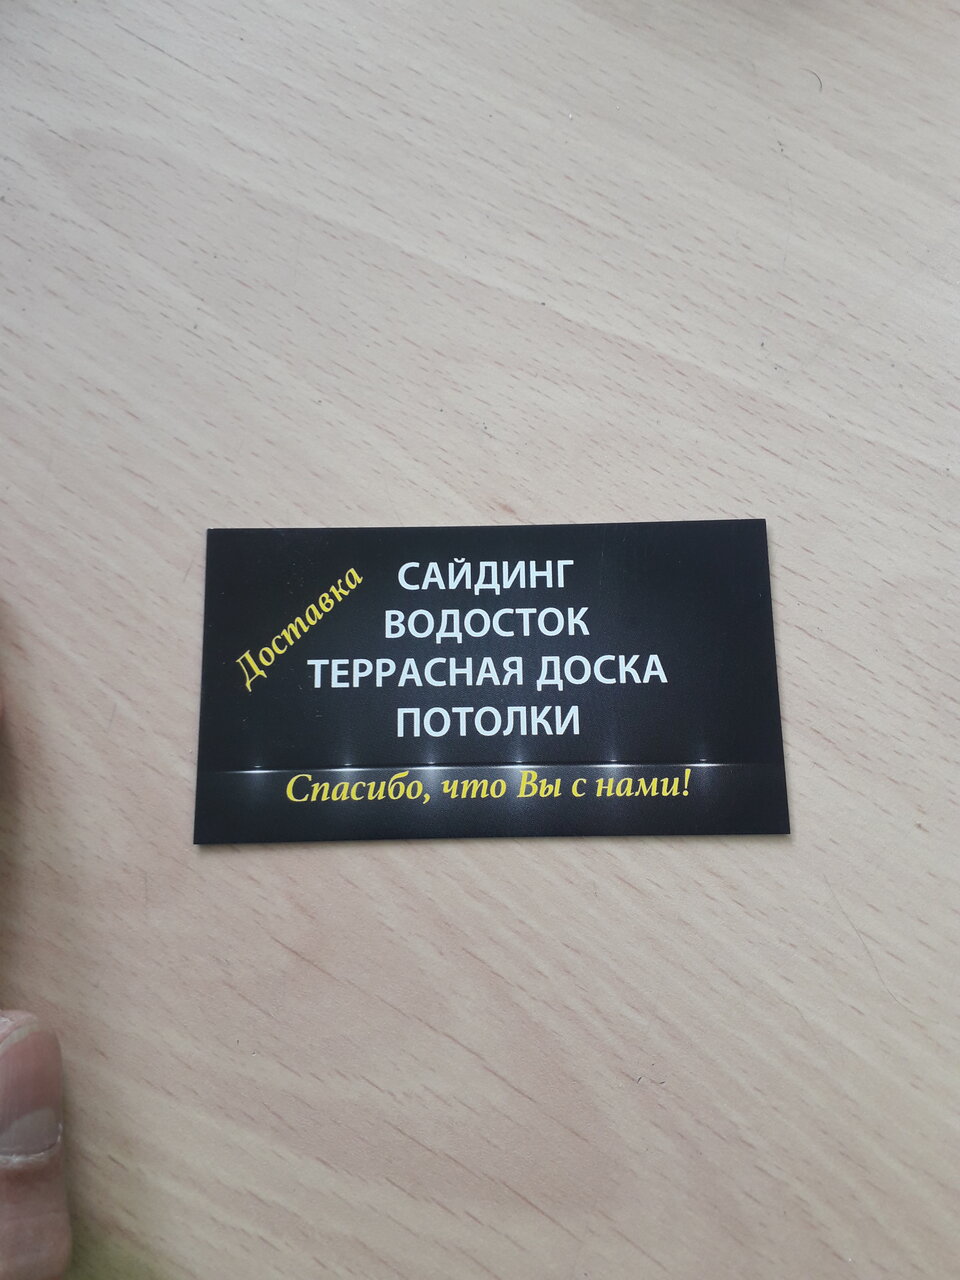 Доставка
САЙДИНГ
ВОДОСТОК
ТЕРРАСНАЯ ДОСКА
ПОТОЛКИ
Спасибо, что Вы с нами!